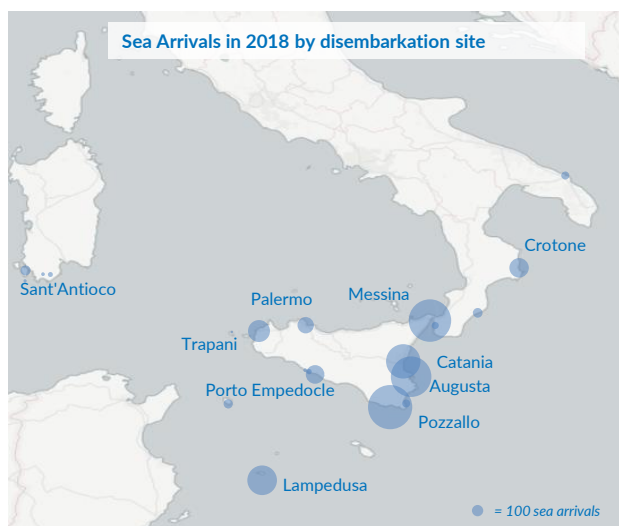 Sea Arrivals in 2018 by disembarkation site
Crotone
Sant'Antioco
Messina
Palermo
Trapani
Catania
Augusta
Porto Empedocle
Pozzallo
Lampedusa
= 100 sea arrivals